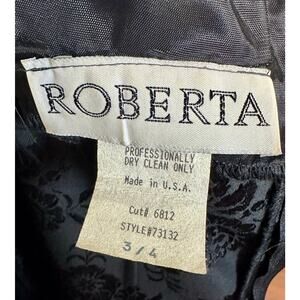 ROBERTA
PROFESSIONALLY
DRY CLEAN ONLY
Made in U.S.A.
Cut# 6812
STYLE#73132
3/4